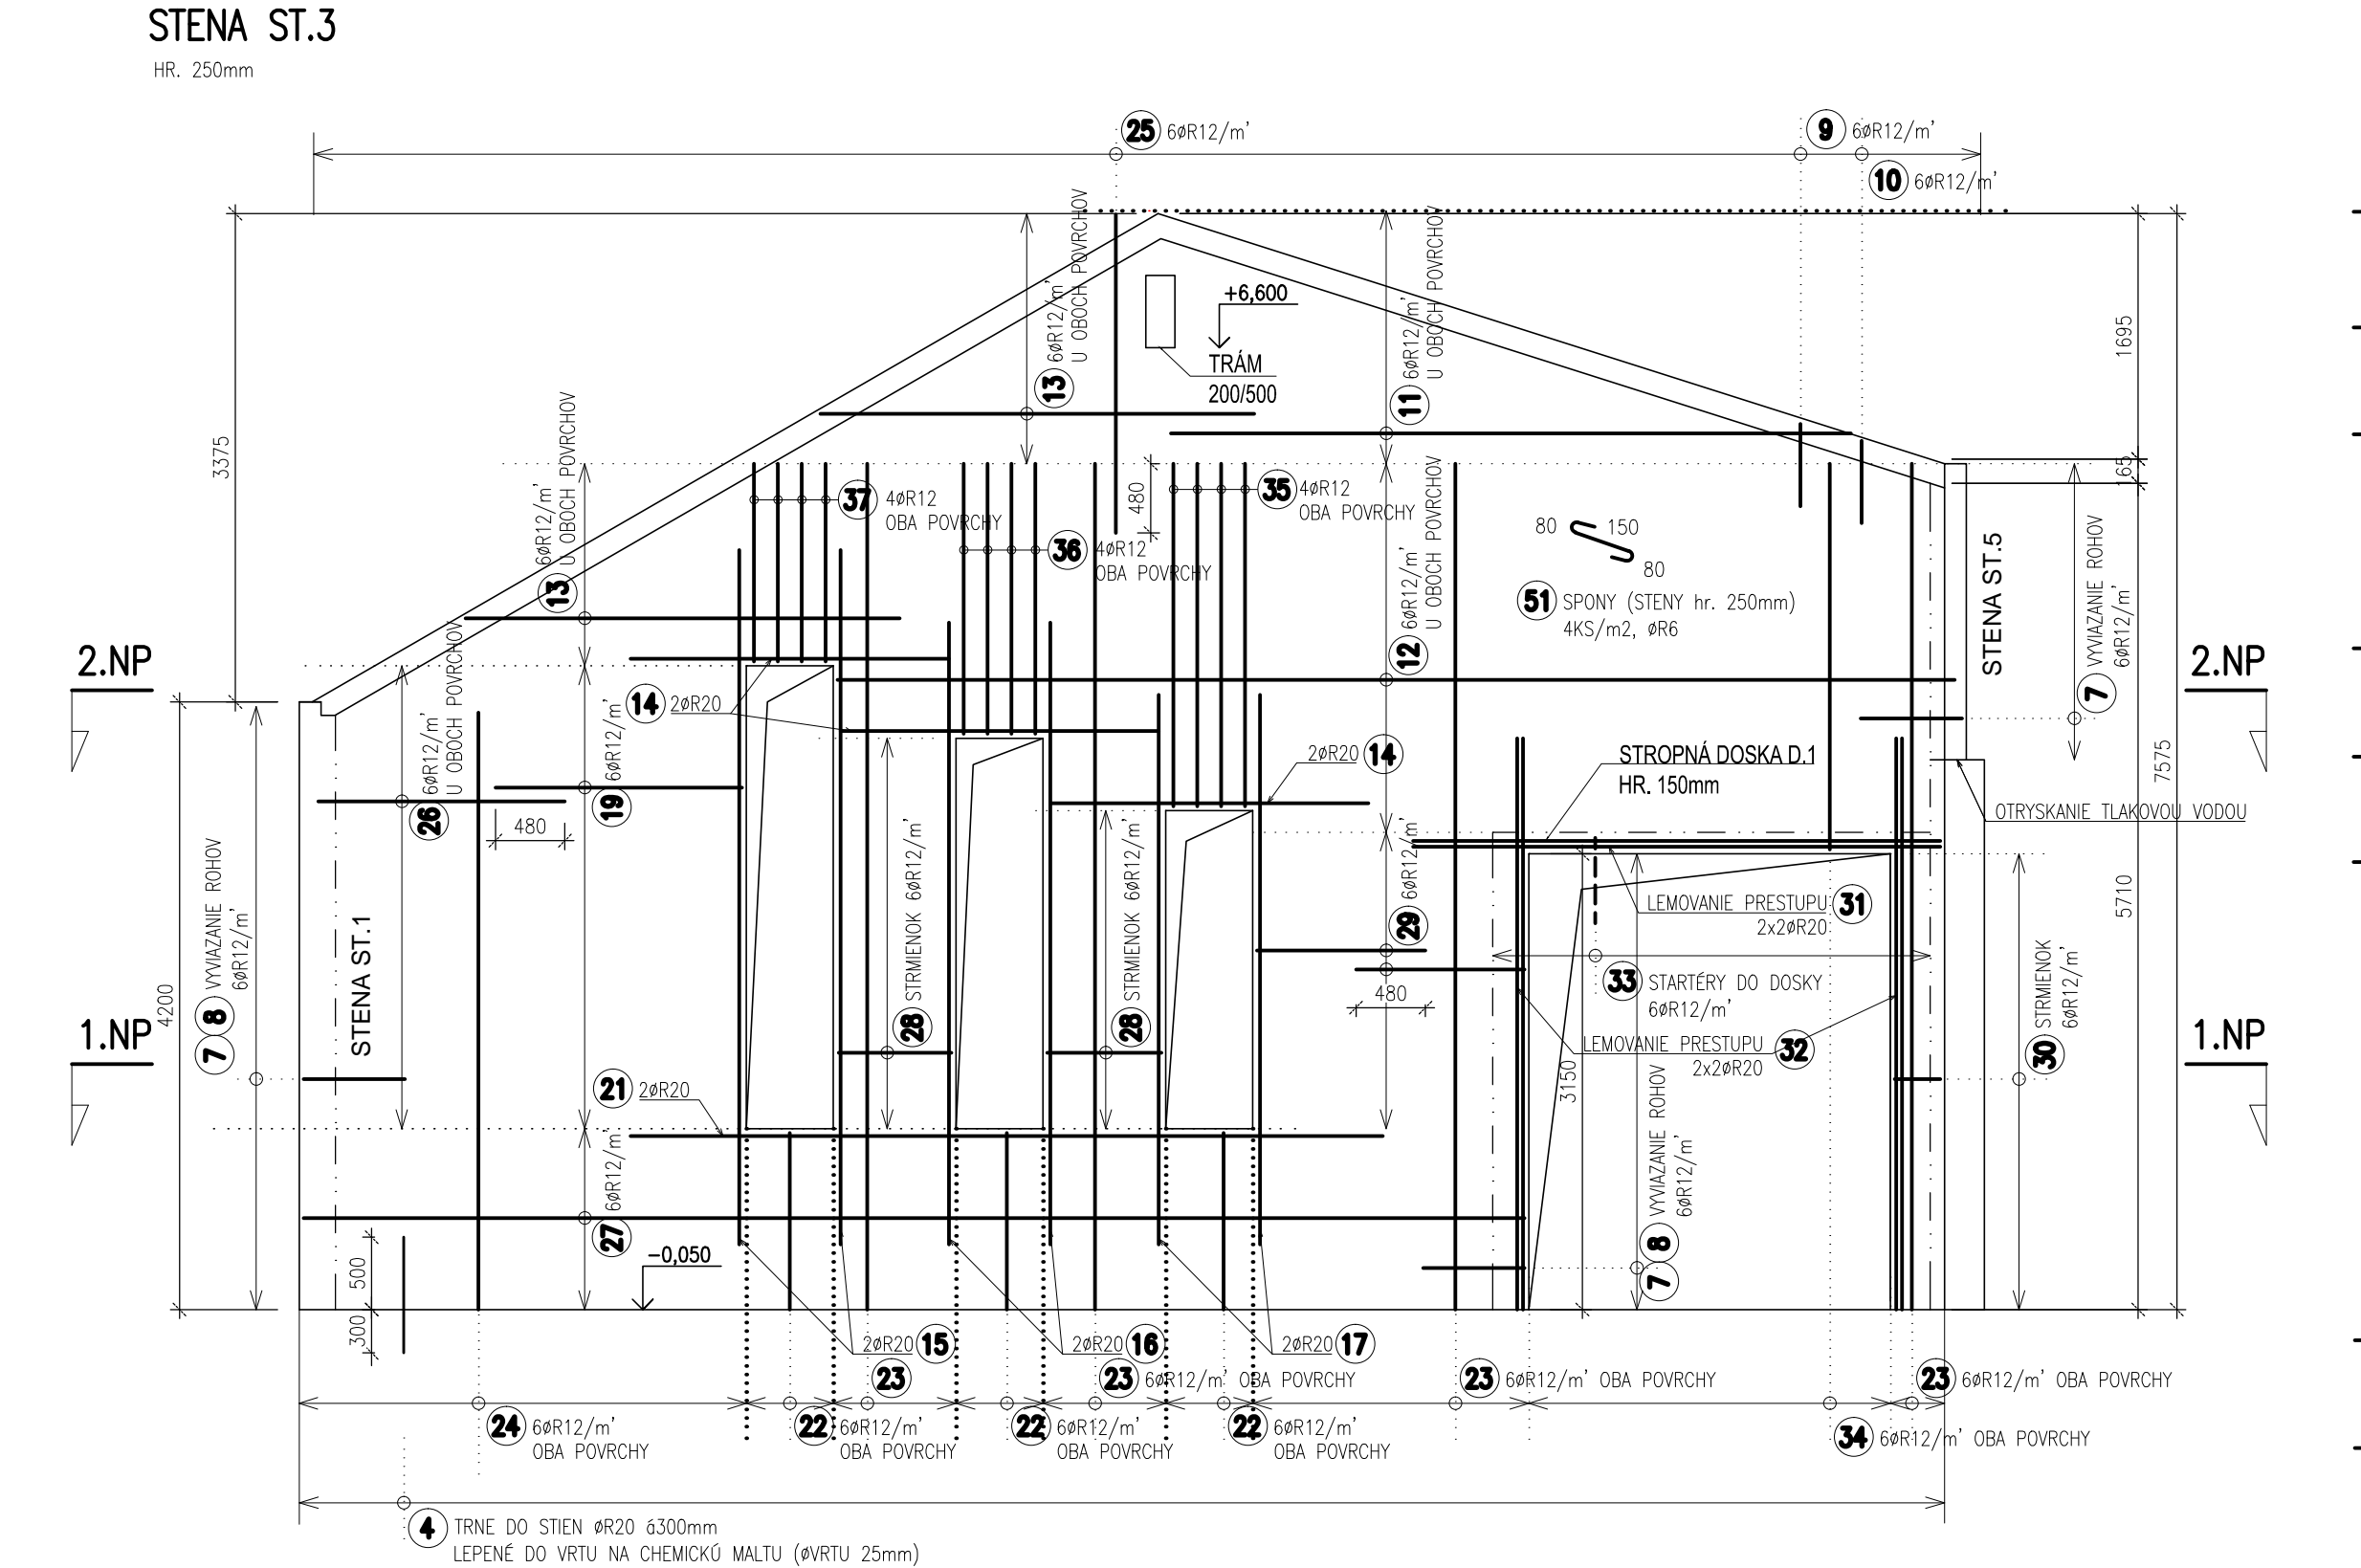 STENA ST.3
HR. 250mm
25 6øR12/m'
9 6øR12/m'
10 6øR12/m'
13 6øR12/m'
U OBOCH POVRCHOV
11 6øR12/m'
U OBOCH POVRCHOV
+6,600
TRÁM
200/500
1695
3375
13 6øR12/m'
U OBOCH POVRCHOV
165
480
37 4øR12
OBA POVRCHY
35 4øR12
OBA POVRCHY
36 4øR12
OBA POVRCHY
80 150
80
51 SPONY (STENY hr. 250mm)
4KS/m2, øR6
12 6øR12/m'
U OBOCH POVRCHOV
STENA ST.5
7 VYVIAZANIE ROHOV
6øR12/m'
2.NP
2.NP
26 6øR12/m'
U OBOCH POVRCHOV
14 2øR20
19 6øR12/m'
2øR20 14
STROPNÁ DOSKA D.1
HR. 150mm
7575
OTRYSKANIE TLAKOVOU VODOU
480
7 8 VYVIAZANIE ROHOV
6øR12/m'
4200
STENA ST.1
28 STRMIENOK 6øR12/m'
28 STRMIENOK 6øR12/m'
29 6øR12/m'
480
LEMOVANIE PRESTUPU 31
2x2øR20
5710
33 STARTÉRY DO DOSKY
6øR12/m'
LEMOVANIE PRESTUPU 32
2x2øR20
3150
30 STRMIENOK
6øR12/m'
1.NP
1.NP
21 2øR20
27 6øR12/m'
7 8 VYVIAZANIE ROHOV
6øR12/m'
-0,050
500
300
2øR20 15
2øR20 16
2øR20 17
23
23 6øR12/m' OBA POVRCHY
23 6øR12/m' OBA POVRCHY
23 6øR12/m' OBA POVRCHY
24 6øR12/m'
OBA POVRCHY
22 6øR12/m'
OBA POVRCHY
22 6øR12/m'
OBA POVRCHY
22 6øR12/m'
OBA POVRCHY
34 6øR12/m' OBA POVRCHY
4 TRNE DO STIEN øR20 á300mm
LEPENÉ DO VRTU NA CHEMICKÚ MALTU (øVRTU 25mm)